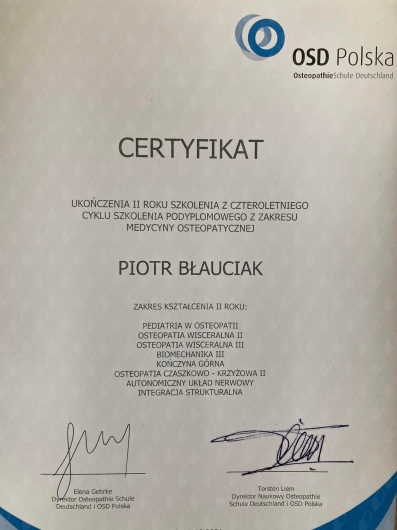 OSD Polska
OsteopathieSchule Deutschland
CERTYFIKAT
UKOŃCZENIA II ROKU SZKOLENIA Z CZTEROLETNIEGO
CYKLU SZKOLENIA PODYPLOMOWEGO Z ZAKRESU
MEDYCYNY OSTEOPATYCZNEJ
PIOTR BŁAUCIAK
ZAKRES KSZTAŁCENIA II ROKU:
PEDIATRIA W OSTEOPATII
OSTEOPATIA WISCERALNA II
OSTEOPATIA WISCERALNA III
BIOMECHANIKA III
KOŃCZYNA GÓRNA
OSTEOPATIA CZASZKOWO - KRZYŻOWA II
AUTONOMICZNY UKŁAD NERWOWY
INTEGRACJA STRUKTURALNA
Elena Gehrke
Dyrektor Osteopathie Schule
Deutschland i OSD Polska
Torsten Liem
Dyrektor Naukowy Osteopathie
Schule Deutschland i OSD Polska